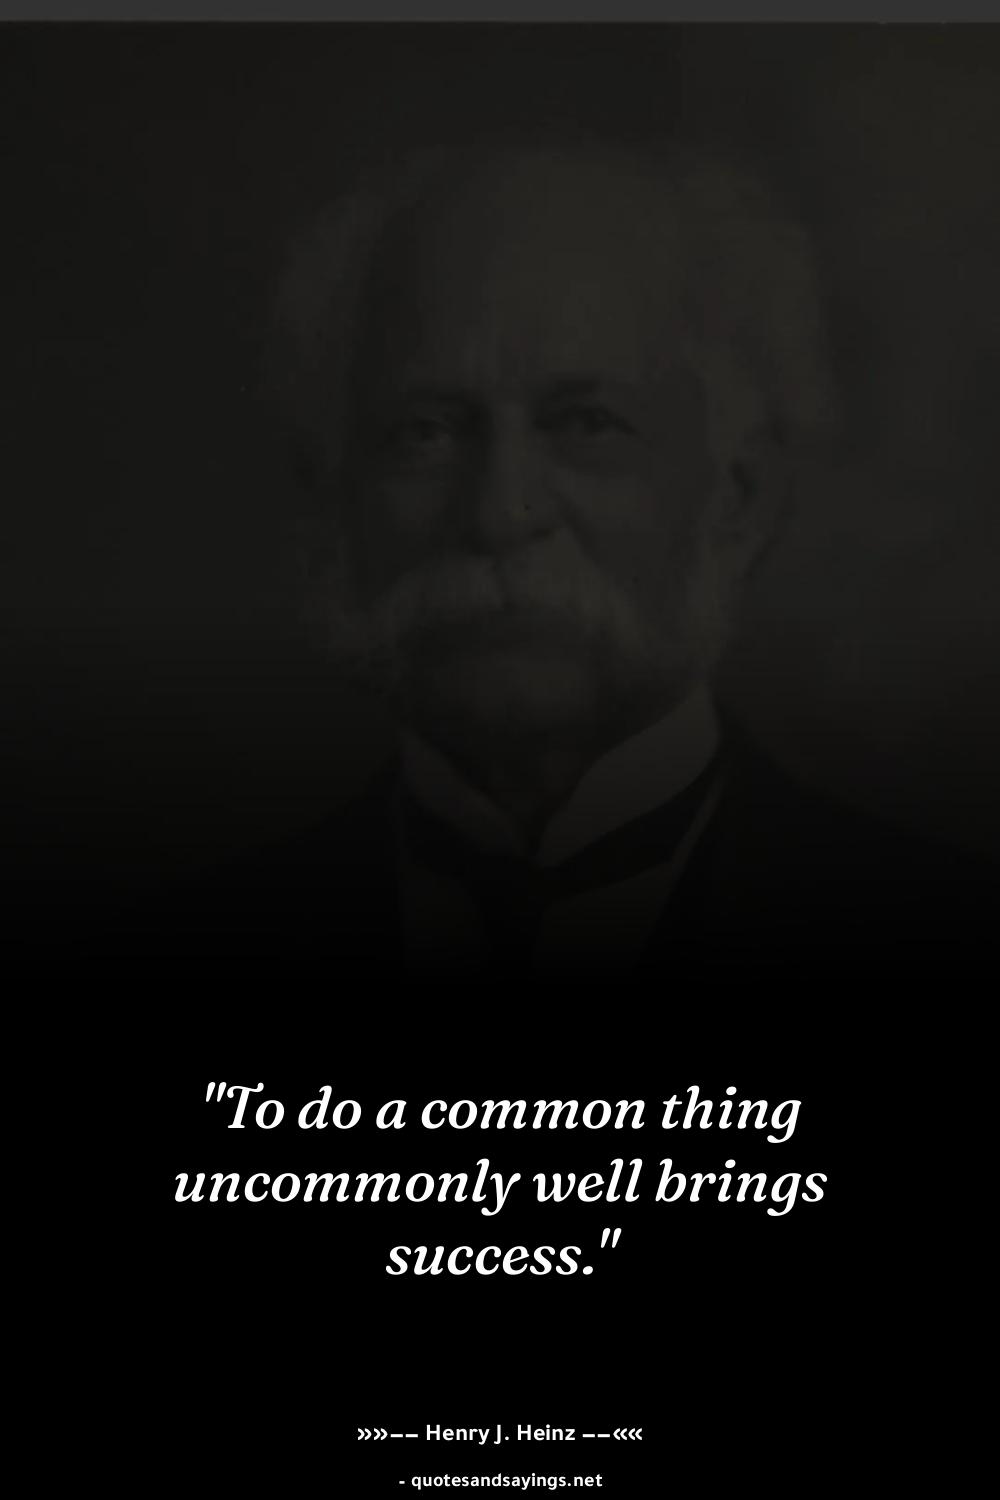 "To do a common thing
uncommonly well brings
success."
»»–– Henry J. Heinz ––««
- quotesandsayings.net